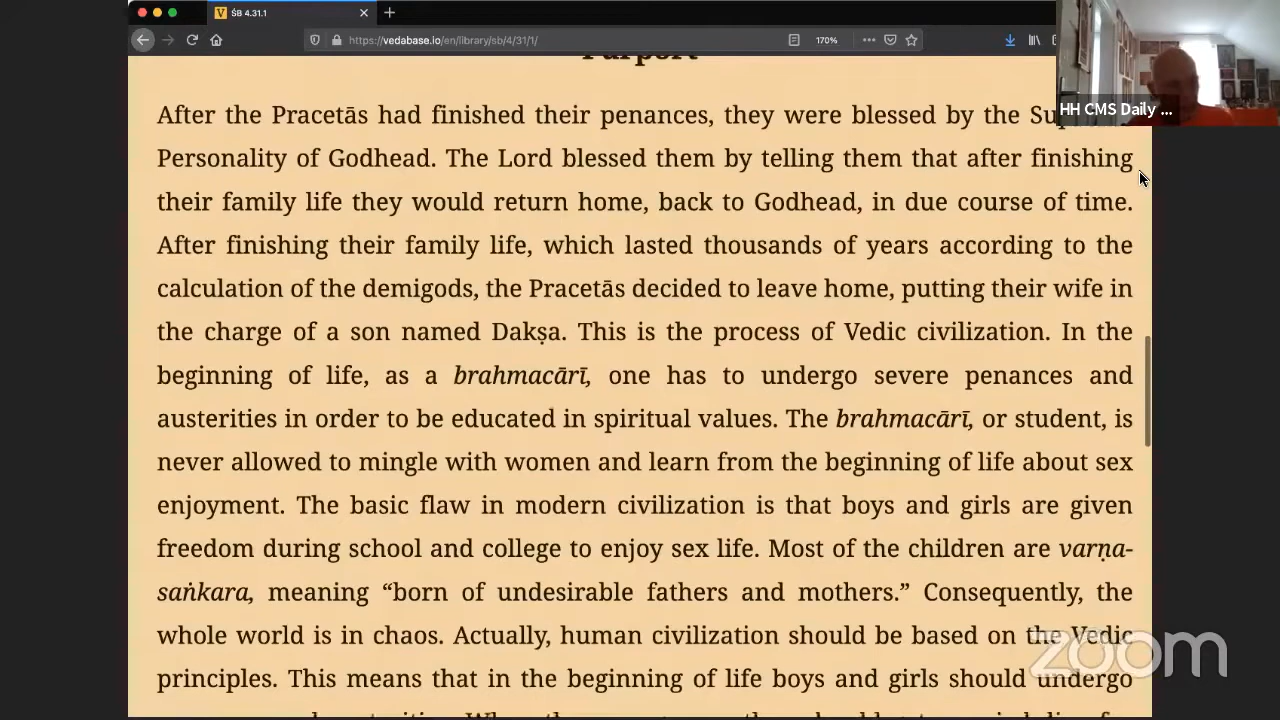 ŚB 4.31.1
https://vedabase.io/en/library/sb/4/31/1/
170%
HH CMS Daily ...
Purport
After the Pracetās had finished their penances, they were blessed by the
Personality of Godhead. The Lord blessed them by telling them that after finishing
their family life they would return home, back to Godhead, in due course of time.
After finishing their family life, which lasted thousands of years according to the
calculation of the demigods, the Pracetās decided to leave home, putting their wife in
the charge of a son named Dakṣa. This is the process of Vedic civilization. In the
beginning of life, as a brahmacārī, one has to undergo severe penances and
austerities in order to be educated in spiritual values. The brahmacārī, or student, is
never allowed to mingle with women and learn from the beginning of life about sex
enjoyment. The basic flaw in modern civilization is that boys and girls are given
freedom during school and college to enjoy sex life. Most of the children are varṇa-
saṅkara, meaning “born of undesirable fathers and mothers.” Consequently, the
whole world is in chaos. Actually, human civilization should be based on the Vedic
principles. This means that in the beginning of life boys and girls should undergo
zoom